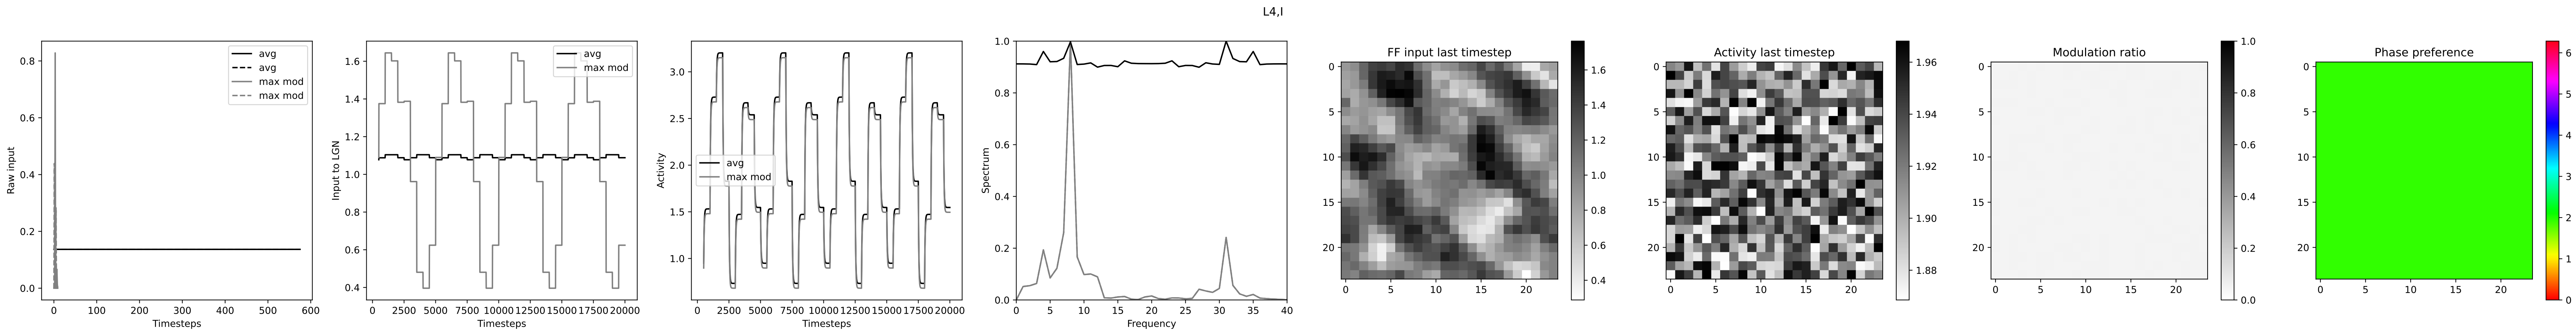 L4,I
Raw input
0.8
0.6
0.4
0.2
0.0
avg
avg
max mod
max mod
0 100 200 300 400 500 600
Timesteps
Input to LGN
1.6
1.4
1.2
1.0
0.8
0.6
0.4
avg
max mod
0 2500 5000 7500 10000 12500 15000 17500 20000
Timesteps
Activity
3.0
2.5
2.0
1.5
1.0
avg
max mod
0 2500 5000 7500 10000 12500 15000 17500 20000
Timesteps
Spectrum
1.0
0.8
0.6
0.4
0.2
0.0
0 5 10 15 20 25 30 35 40
Frequency
FF input last timestep
0
5
10
15
20
0 5 10 15 20
1.6
1.4
1.2
1.0
0.8
0.6
0.4
Activity last timestep
0
5
10
15
20
0 5 10 15 20
1.96
1.94
1.92
1.90
1.88
Modulation ratio
0
5
10
15
20
0 5 10 15 20
1.0
0.8
0.6
0.4
0.2
0.0
Phase preference
0
5
10
15
20
0 5 10 15 20
6
5
4
3
2
1
0